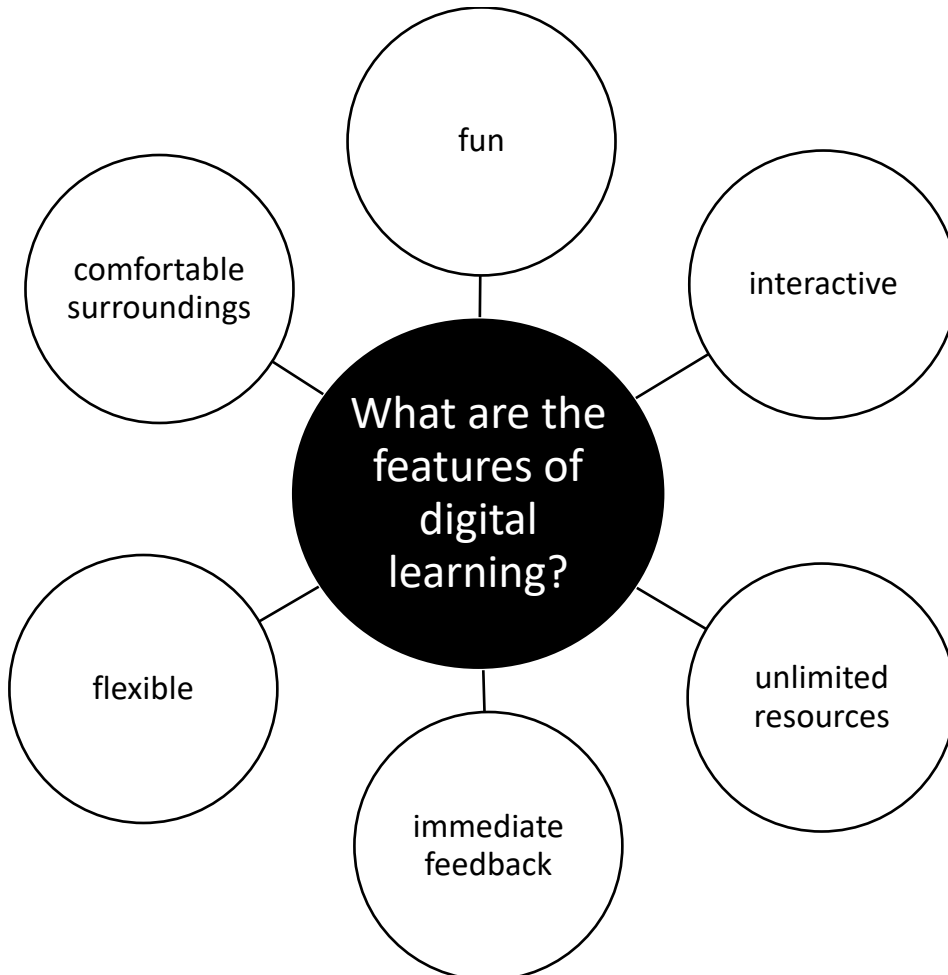 What are the
features of
digital
learning?
fun
interactive
unlimited
resources
immediate
feedback
flexible
comfortable
surroundings